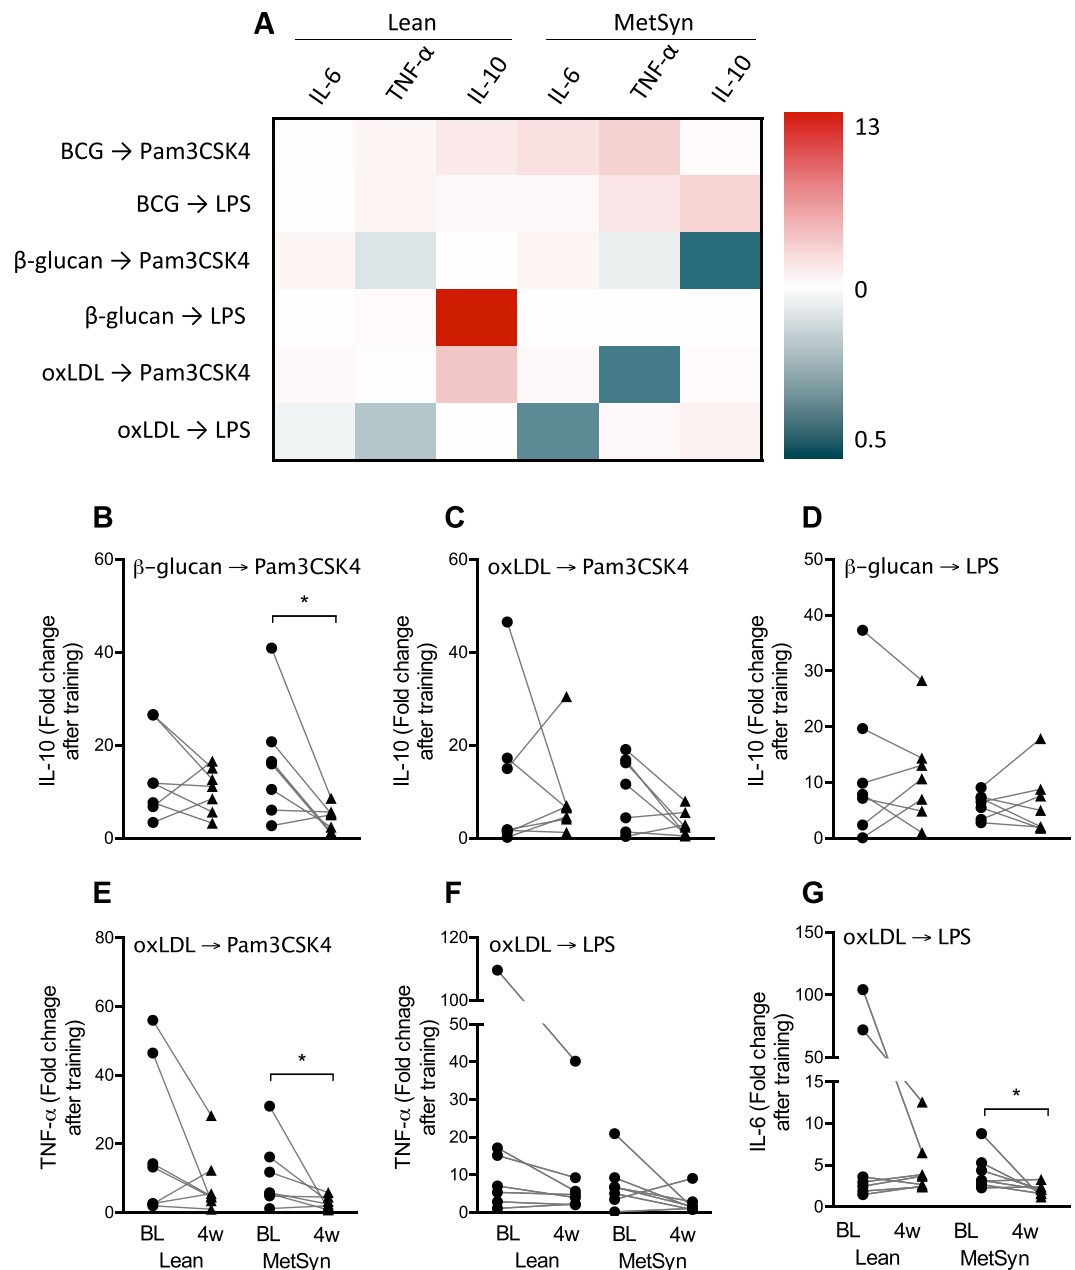 A
Lean MetSyn
IL-6 TNF-α IL-10 IL-6 TNF-α IL-10
BCG → Pam3CSK4
BCG → LPS
β-glucan → Pam3CSK4
β-glucan → LPS
oxLDL → Pam3CSK4
oxLDL → LPS
13
0
0.5
B
β-glucan → Pam3CSK4
IL-10 (Fold change
after training)
60
40
20
0
*
C
oxLDL → Pam3CSK4
IL-10 (Fold change
after training)
60
40
20
0
D
β-glucan → LPS
IL-10 (Fold change
after training)
50
40
30
20
10
0
E
oxLDL → Pam3CSK4
TNF-α (Fold chnage
after training)
80
60
40
20
0
*
BL 4w BL 4w
Lean MetSyn
F
oxLDL → LPS
TNF-α (Fold change
after training)
120
100
50
40
30
20
10
0
BL 4w BL 4w
Lean MetSyn
G
oxLDL → LPS
IL-6 (Fold change
after training)
150
100
50
15
10
5
0
*
BL 4w BL 4w
Lean MetSyn